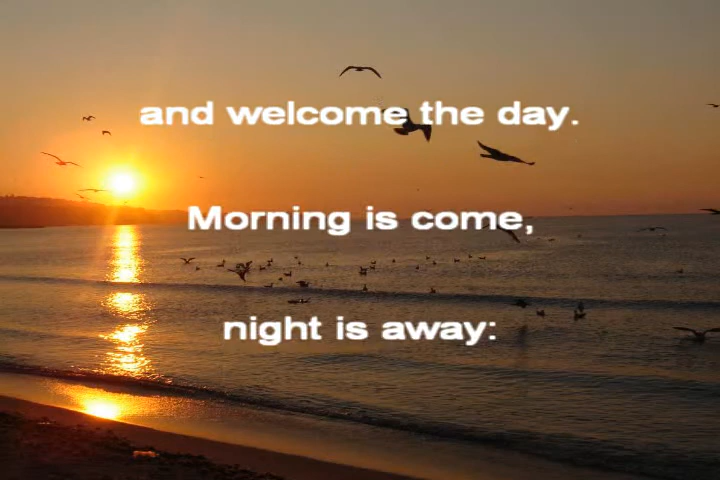 and welcome the day.
Morning is come,
night is away: